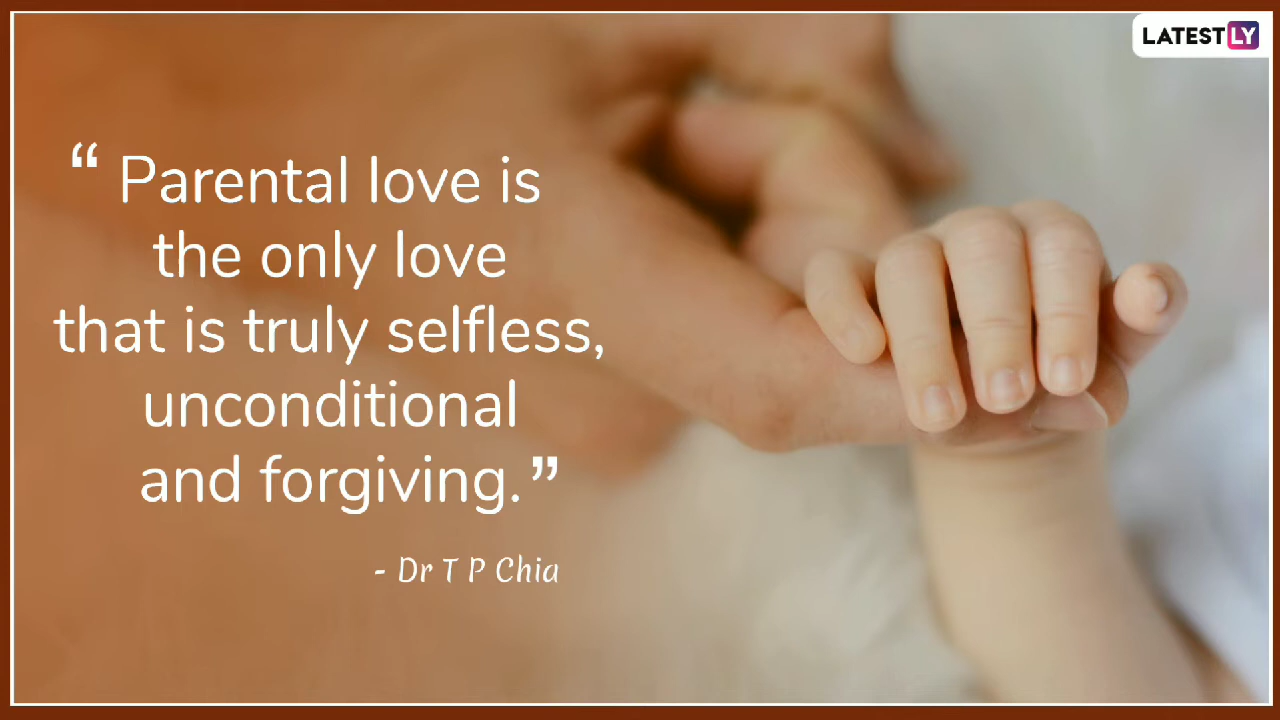 LATESTLY
“ Parental love is
the only love
that is truly selfless,
unconditional
and forgiving.”
- Dr T P Chia